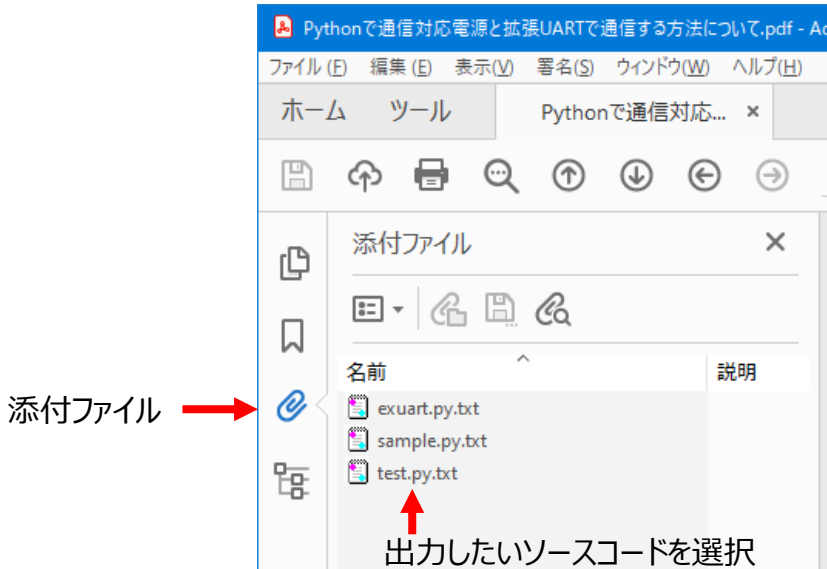 Pythonで通信対応電源と拡張UARTで通信する方法について.pdf - Ac
ファイル(F) 編集(E) 表示(V) 署名(S) ウィンドウ(W) ヘルプ(H)
ホーム ツール Pythonで通信対応... ×
添付ファイル
名前 説明
添付ファイル
exuart.py.txt
sample.py.txt
test.py.txt
出力したいソースコードを選択